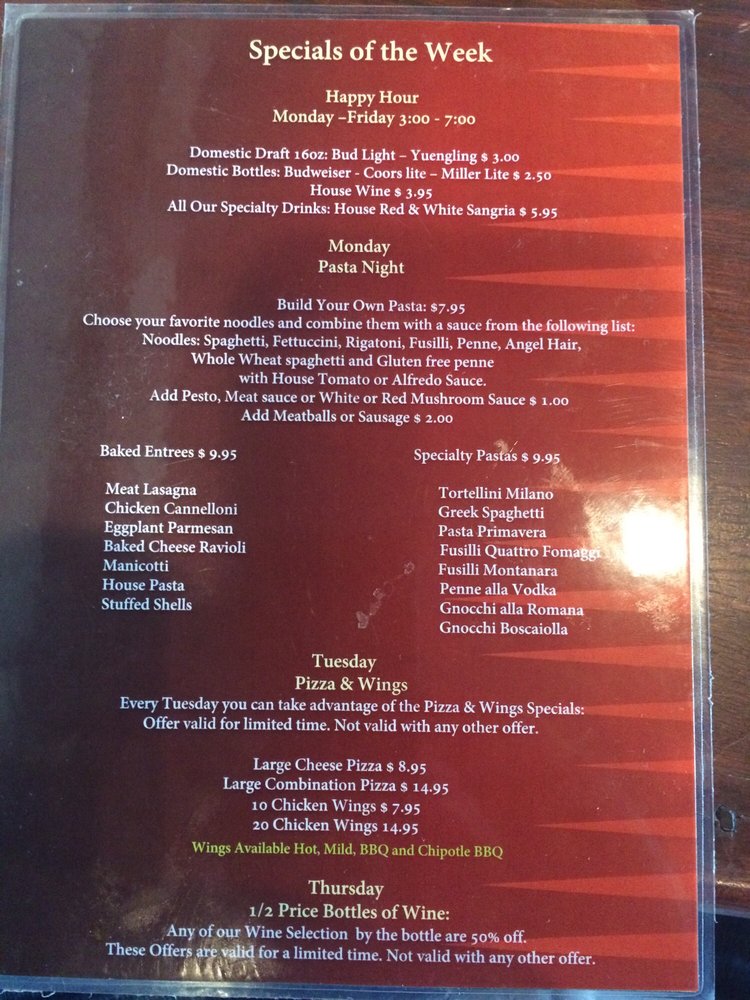 Specials of the Week
Happy Hour
Monday –Friday 3:00 - 7:00
Domestic Draft 16oz: Bud Light – Yuengling $ 3.00
Domestic Bottles: Budweiser - Coors lite – Miller Lite $ 2.50
House Wine $ 3.95
All Our Specialty Drinks: House Red & White Sangria $ 5.95
Monday
Pasta Night
Build Your Own Pasta: $7.95
Choose your favorite noodles and combine them with a sauce from the following list:
Noodles: Spaghetti, Fettuccini, Rigatoni, Fusilli, Penne, Angel Hair,
Whole Wheat spaghetti and Gluten free penne
with House Tomato or Alfredo Sauce.
Add Pesto, Meat sauce or White or Red Mushroom Sauce $ 1.00
Add Meatballs or Sausage $ 2.00
Baked Entrees $ 9.95
Meat Lasagna
Chicken Cannelloni
Eggplant Parmesan
Baked Cheese Ravioli
Manicotti
House Pasta
Stuffed Shells
Specialty Pastas $ 9.95
Tortellini Milano
Greek Spaghetti
Pasta Primavera
Fusilli Quattro Fomaggi
Fusilli Montanara
Penne alla Vodka
Gnocchi alla Romana
Gnocchi Boscaiolla
Tuesday
Pizza & Wings
Every Tuesday you can take advantage of the Pizza & Wings Specials:
Offer valid for limited time. Not valid with any other offer.
Large Cheese Pizza $ 8.95
Large Combination Pizza $ 14.95
10 Chicken Wings $ 7.95
20 Chicken Wings 14.95
Wings Available Hot, Mild, BBQ and Chipotle BBQ
Thursday
1/2 Price Bottles of Wine:
Any of our Wine Selection by the bottle are 50% off.
These Offers are valid for a limited time. Not valid with any other offer.